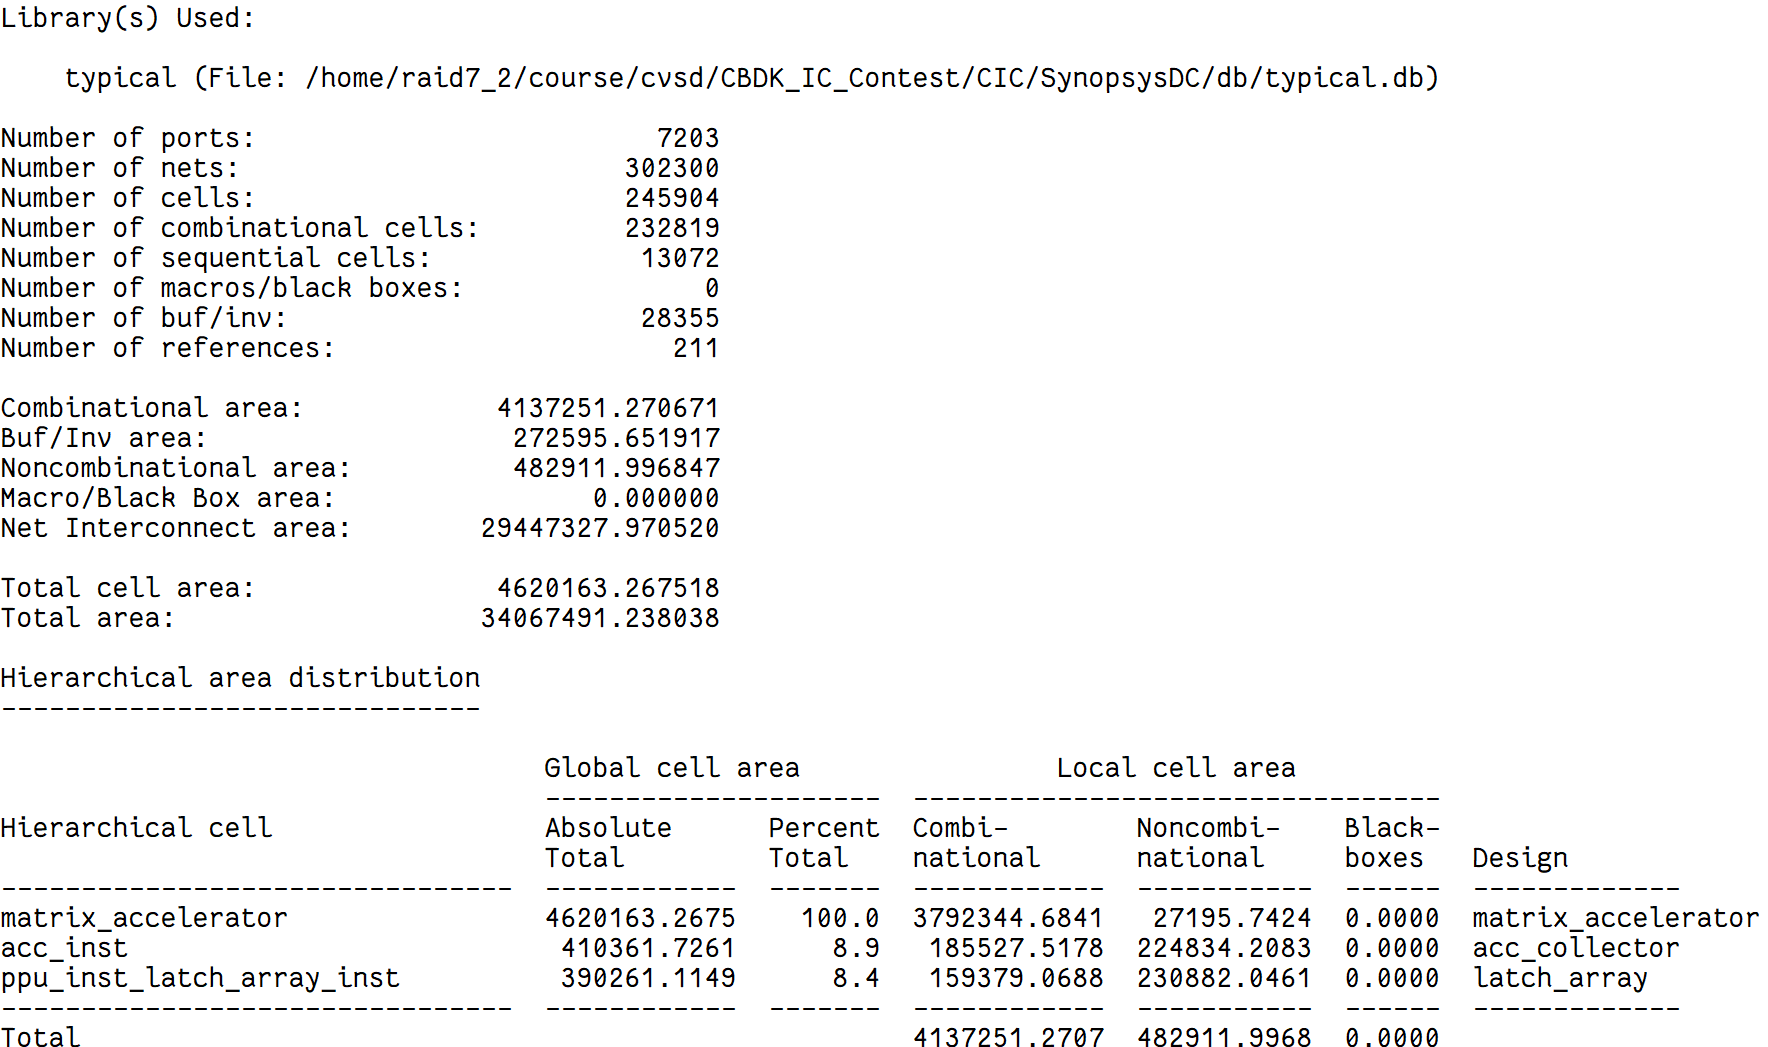 Library(s) Used:
    typical (File: /home/raid7_2/course/cvsd/CBDK_IC_Contest/CIC/SynopsysDC/db/typical.db)
Number of ports:                         7203
Number of nets:                        302300
Number of cells:                       245904
Number of combinational cells:         232819
Number of sequential cells:             13072
Number of macros/black boxes:               0
Number of buf/inv:                      28355
Number of references:                     211
Combinational area:            4137251.270671
Buf/Inv area:                   272595.651917
Noncombinational area:          482911.996847
Macro/Black Box area:                0.000000
Net Interconnect area:        29447327.970520
Total cell area:               4620163.267518
Total area:                   34067491.238038
Hierarchical area distribution
------------------------------
                                  Global cell area                Local cell area
                                  ---------------------  ---------------------------------
Hierarchical cell                 Absolute      Percent  Combi-        Noncombi-    Black-
                                  Total         Total    national      national     boxes   Design
--------------------------------  ------------  -------  ------------  -----------  ------  -------------
matrix_accelerator                4620163.2675    100.0  3792344.6841   27195.7424  0.0000  matrix_accelerator
acc_inst                           410361.7261      8.9   185527.5178  224834.2083  0.0000  acc_collector
ppu_inst_latch_array_inst          390261.1149      8.4   159379.0688  230882.0461  0.0000  latch_array
--------------------------------  ------------  -------  ------------  -----------  ------  -------------
Total                                                    4137251.2707  482911.9968  0.0000